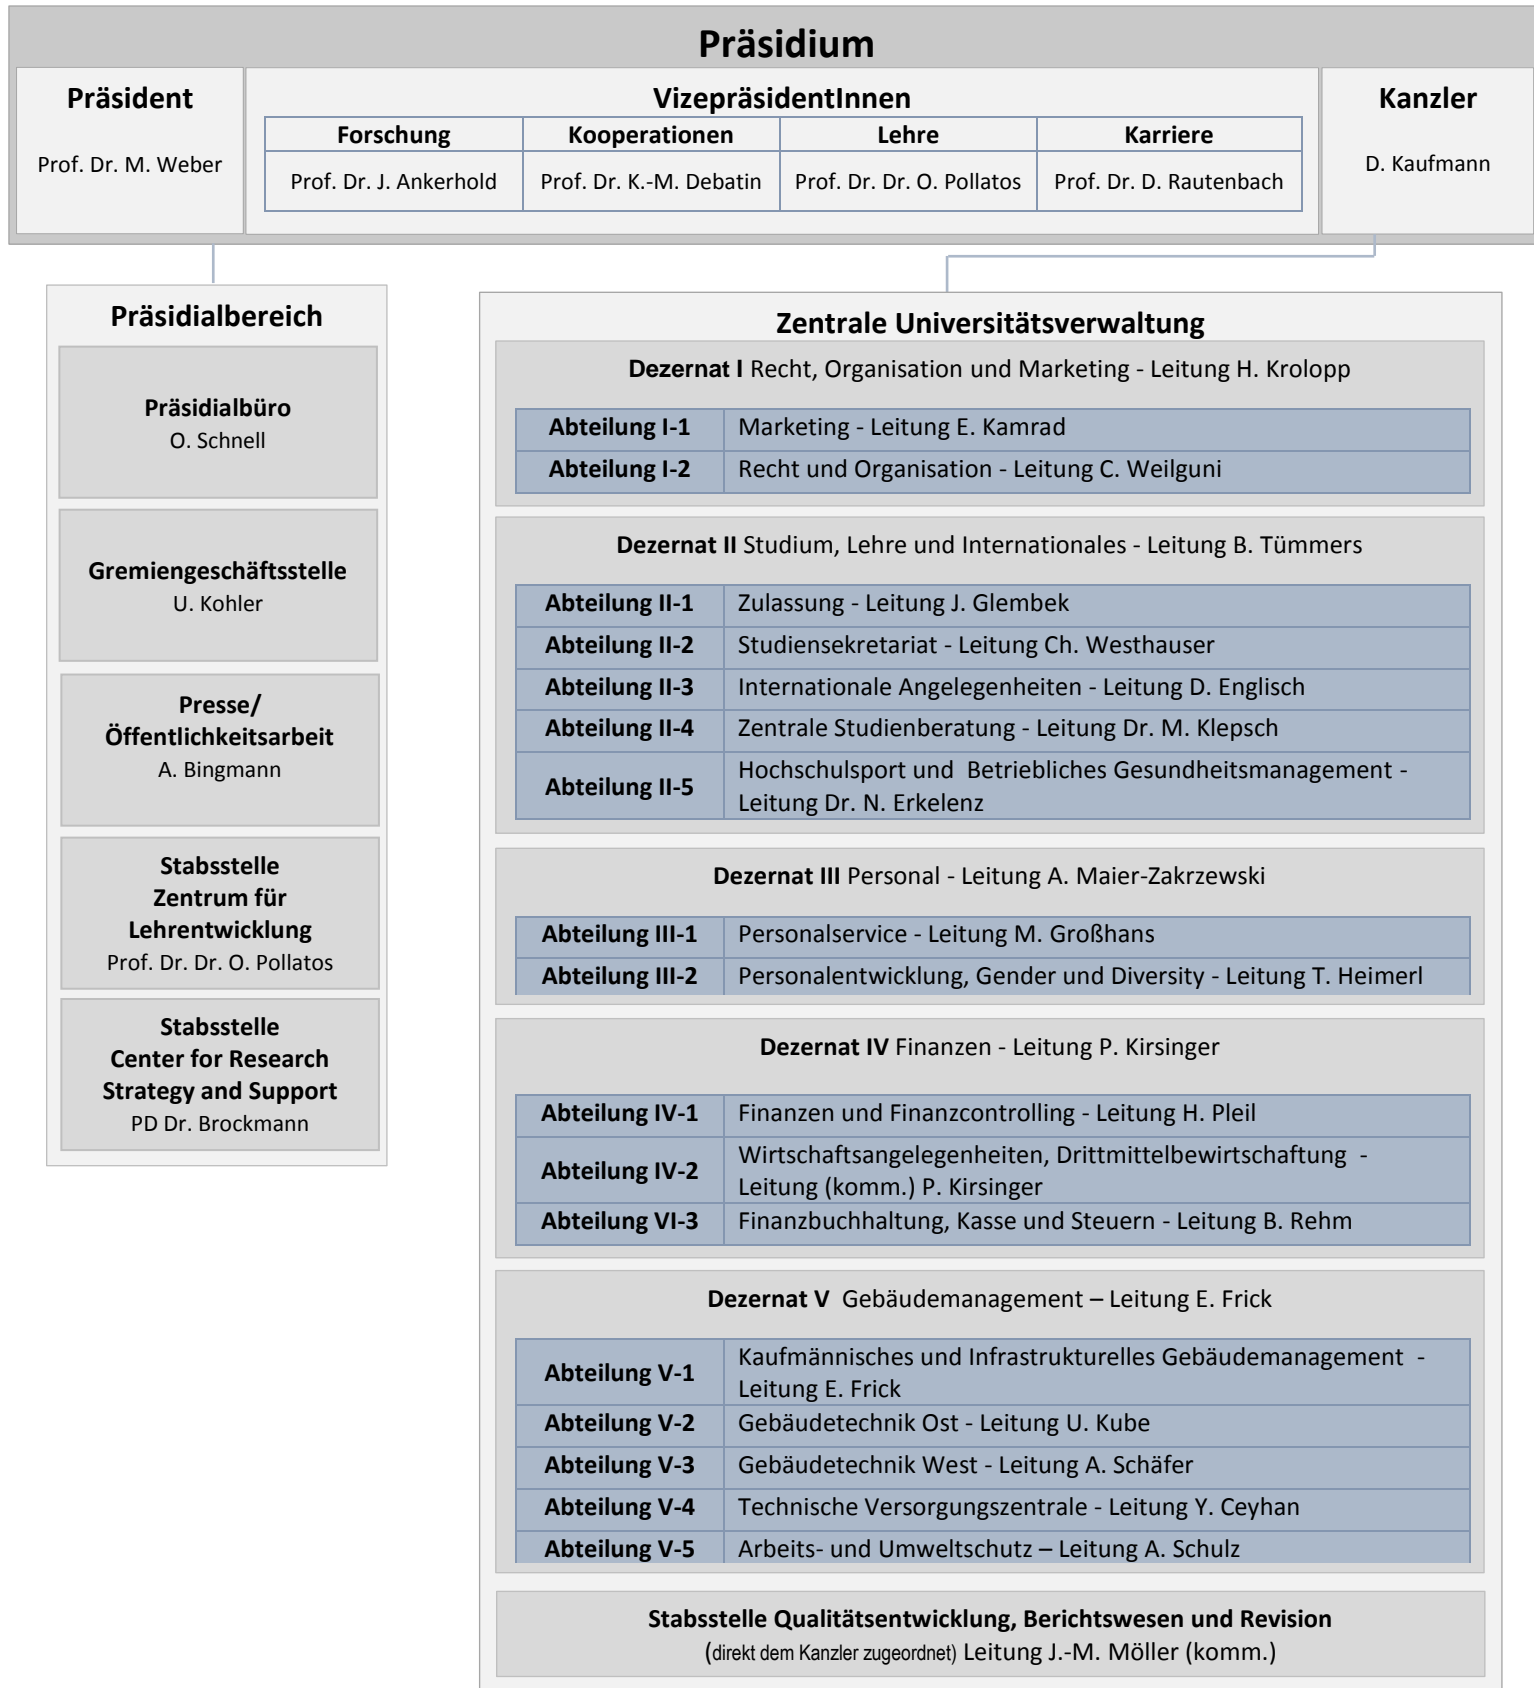 Präsidium
Präsident
Prof. Dr. M. Weber
VizepräsidentInnen
Forschung
Kooperationen
Lehre
Karriere
Prof. Dr. J. Ankerhold
Prof. Dr. K.-M. Debatin
Prof. Dr. Dr. O. Pollatos
Prof. Dr. D. Rautenbach
Kanzler
D. Kaufmann
Präsidialbereich
Präsidialbüro
O. Schnell
Gremiengeschäftsstelle
U. Kohler
Presse/
Öffentlichkeitsarbeit
A. Bingmann
Stabsstelle
Zentrum für
Lehrentwicklung
Prof. Dr. Dr. O. Pollatos
Stabsstelle
Center for Research
Strategy and Support
PD Dr. Brockmann
Zentrale Universitätsverwaltung
Dezernat I Recht, Organisation und Marketing - Leitung H. Krolopp
Abteilung I-1 Marketing - Leitung E. Kamrad
Abteilung I-2 Recht und Organisation - Leitung C. Weilguni
Dezernat II Studium, Lehre und Internationales - Leitung B. Tümmers
Abteilung II-1 Zulassung - Leitung J. Glembek
Abteilung II-2 Studiensekretariat - Leitung Ch. Westhauser
Abteilung II-3 Internationale Angelegenheiten - Leitung D. Englisch
Abteilung II-4 Zentrale Studienberatung - Leitung Dr. M. Klepsch
Abteilung II-5 Hochschulsport und Betriebliches Gesundheitsmanagement -
Leitung Dr. N. Erkelenz
Dezernat III Personal - Leitung A. Maier-Zakrzewski
Abteilung III-1 Personalservice - Leitung M. Großhans
Abteilung III-2 Personalentwicklung, Gender und Diversity - Leitung T. Heimerl
Dezernat IV Finanzen - Leitung P. Kirsinger
Abteilung IV-1 Finanzen und Finanzcontrolling - Leitung H. Pleil
Abteilung IV-2 Wirtschaftsangelegenheiten, Drittmittelbewirtschaftung -
Leitung (komm.) P. Kirsinger
Abteilung VI-3 Finanzbuchhaltung, Kasse und Steuern - Leitung B. Rehm
Dezernat V Gebäudemanagement – Leitung E. Frick
Abteilung V-1 Kaufmännisches und Infrastrukturelles Gebäudemanagement -
Leitung E. Frick
Abteilung V-2 Gebäudetechnik Ost - Leitung U. Kube
Abteilung V-3 Gebäudetechnik West - Leitung A. Schäfer
Abteilung V-4 Technische Versorgungszentrale - Leitung Y. Ceyhan
Abteilung V-5 Arbeits- und Umweltschutz – Leitung A. Schulz
Stabsstelle Qualitätsentwicklung, Berichtswesen und Revision
(direkt dem Kanzler zugeordnet) Leitung J.-M. Möller (komm.)